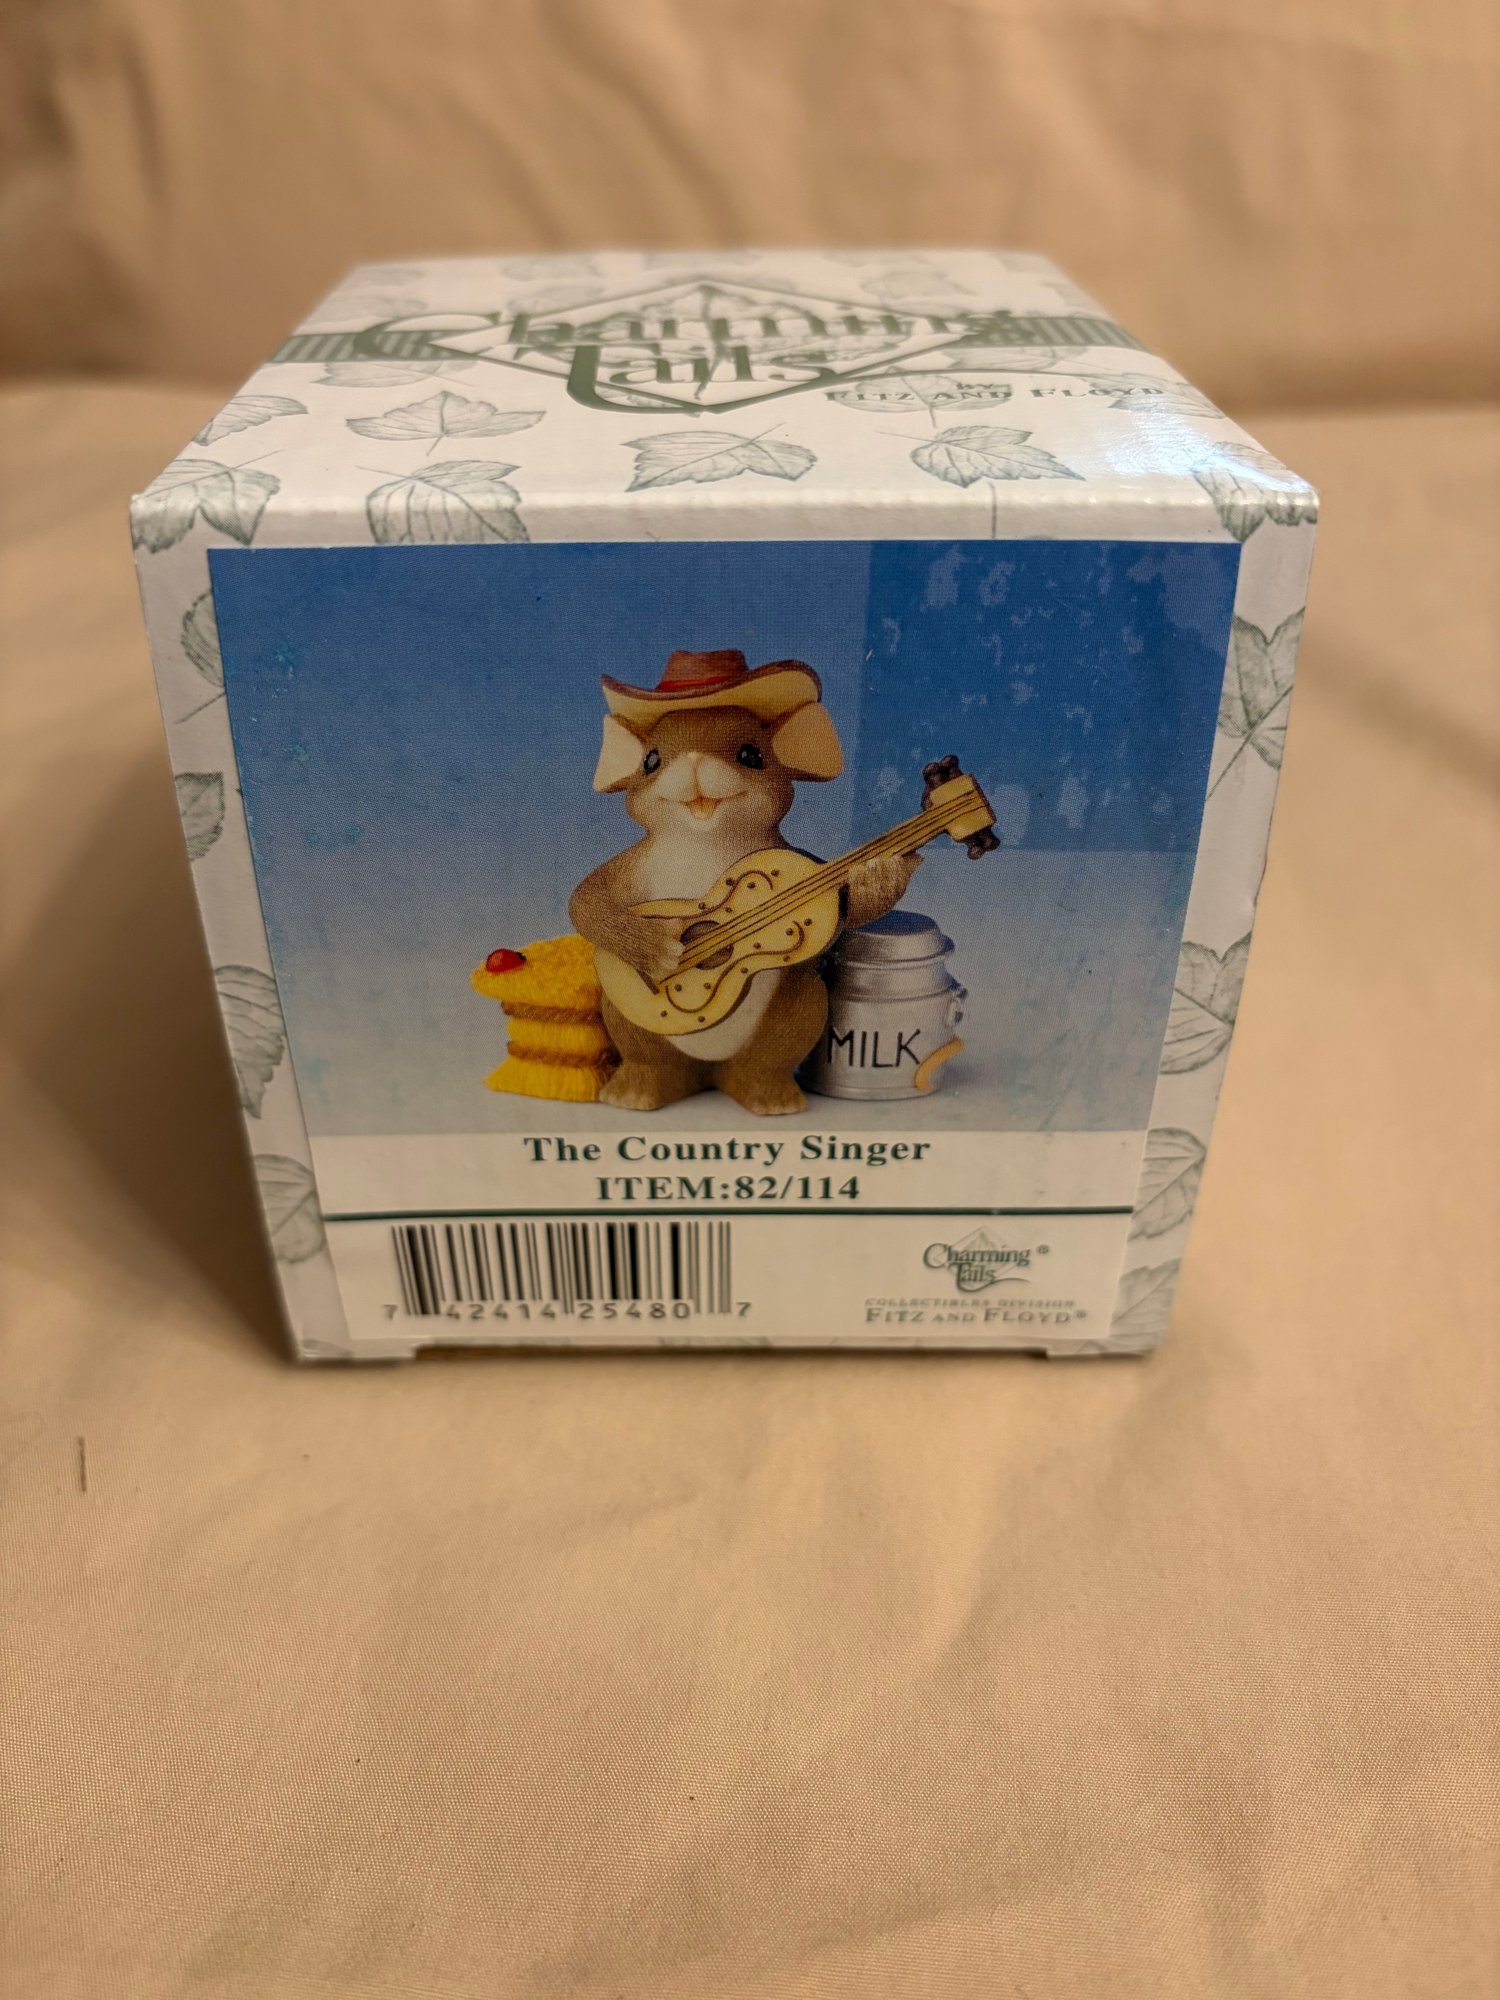 Charming
Tails
BY
FITZ AND FLOYD
MILK
The Country Singer
ITEM:82/114
7 42414 25480 7
Charming ®
Tails
COLLECTIBLES DIVISION
FITZ AND FLOYD®